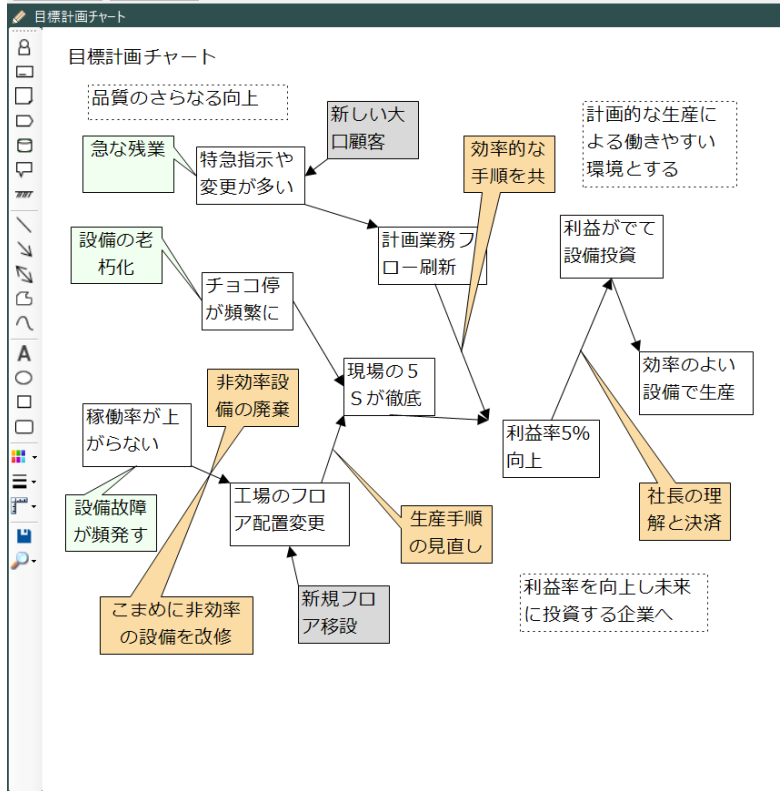 目標計画チャート
目標計画チャート
品質のさらなる向上
新しい大
口顧客
計画的な生産に
よる働きやすい
環境とする
急な残業
特急指示や
変更が多い
効率的な
手順を共
設備の老
朽化
計画業務フ
ロー刷新
利益がでて
設備投資
チョコ停
が頻繁に
非効率設
備の廃棄
現場の５
Ｓが徹底
効率のよい
設備で生産
稼働率が上
がらない
利益率5%
向上
設備故障
が頻発す
工場のフロ
ア配置変更
生産手順
の見直し
社長の理
解と決済
こまめに非効率
の設備を改修
新規フロ
ア移設
利益率を向上し未来
に投資する企業へ
A